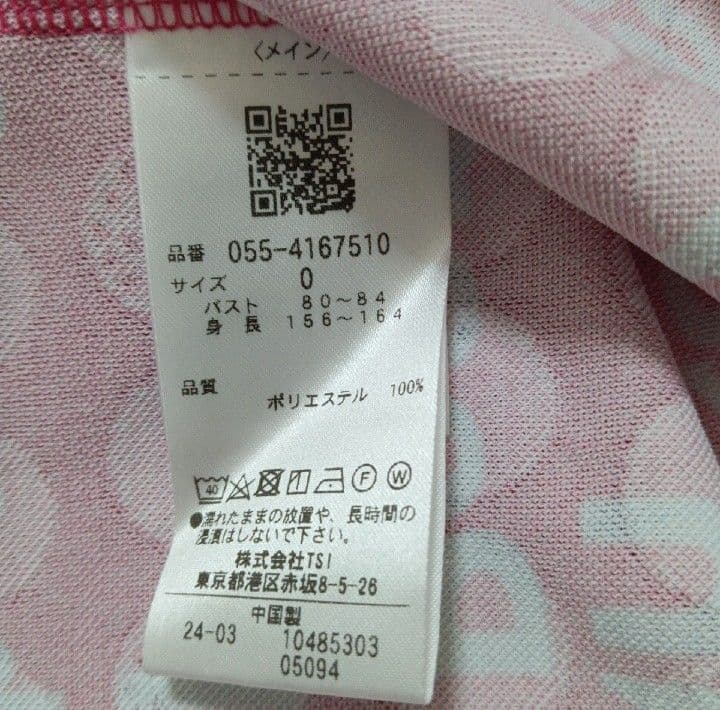 〈メイン〉
品番 055-4167510
サイズ 0
バスト 80～84
身長 156～164
品質
ポリエステル 100%
40 F W
●濡れたままの放置や、長時間の
浸漬はしないで下さい。
株式会社TSI
東京都港区赤坂8-5-26
中国製
24-03 10485303
05094